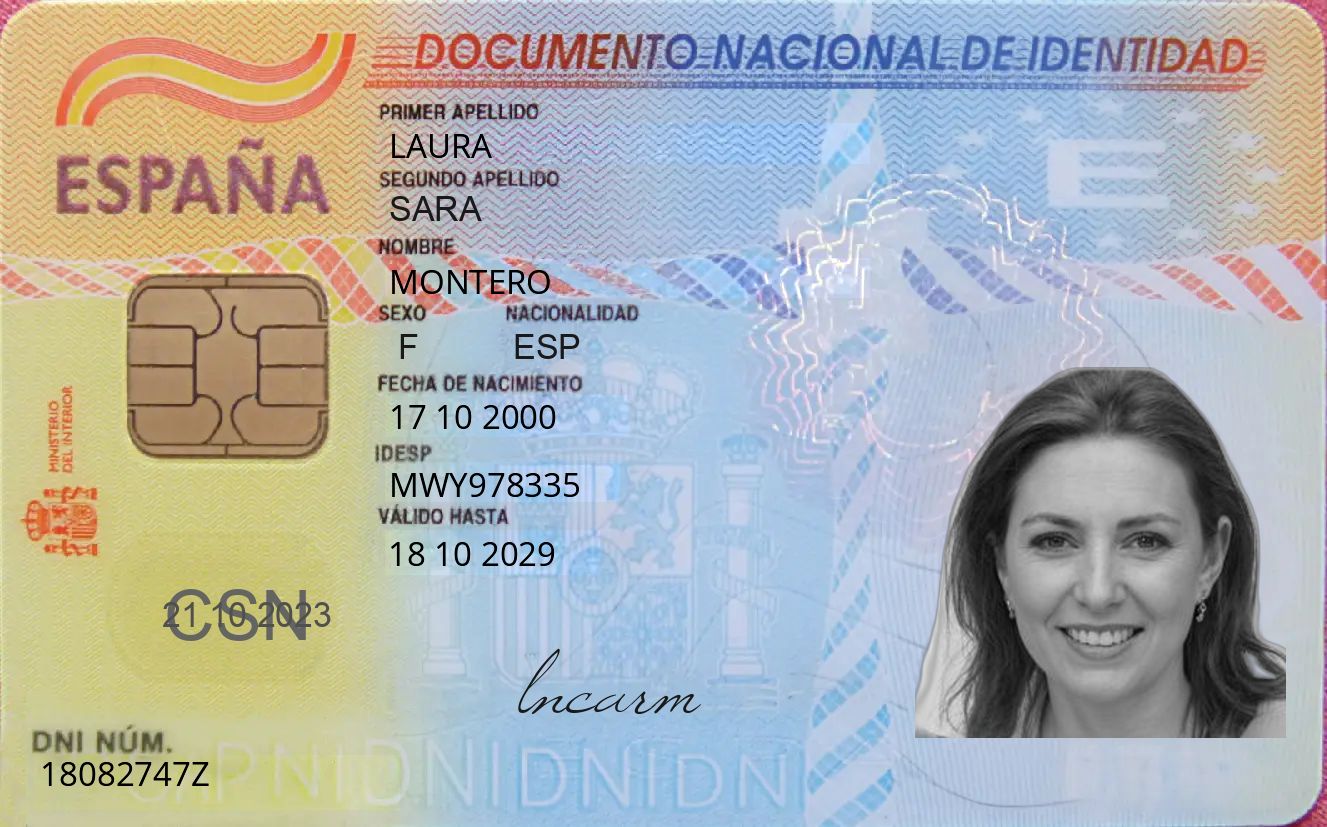 DOCUMENTO NACIONAL DE IDENTIDAD
ESPAÑA
PRIMER APELLIDO
LAURA
SEGUNDO APELLIDO
SARA
NOMBRE
MONTERO
SEXO NACIONALIDAD
F ESP
FECHA DE NACIMIENTO
17 10 2000
IDESP
MWY978335
VÁLIDO HASTA
18 10 2029
MINISTERIO
DEL INTERIOR
E
CSN
21 10 2023
lncarm
DNI NÚM.
18082747Z
DNIDNIDNIDNI